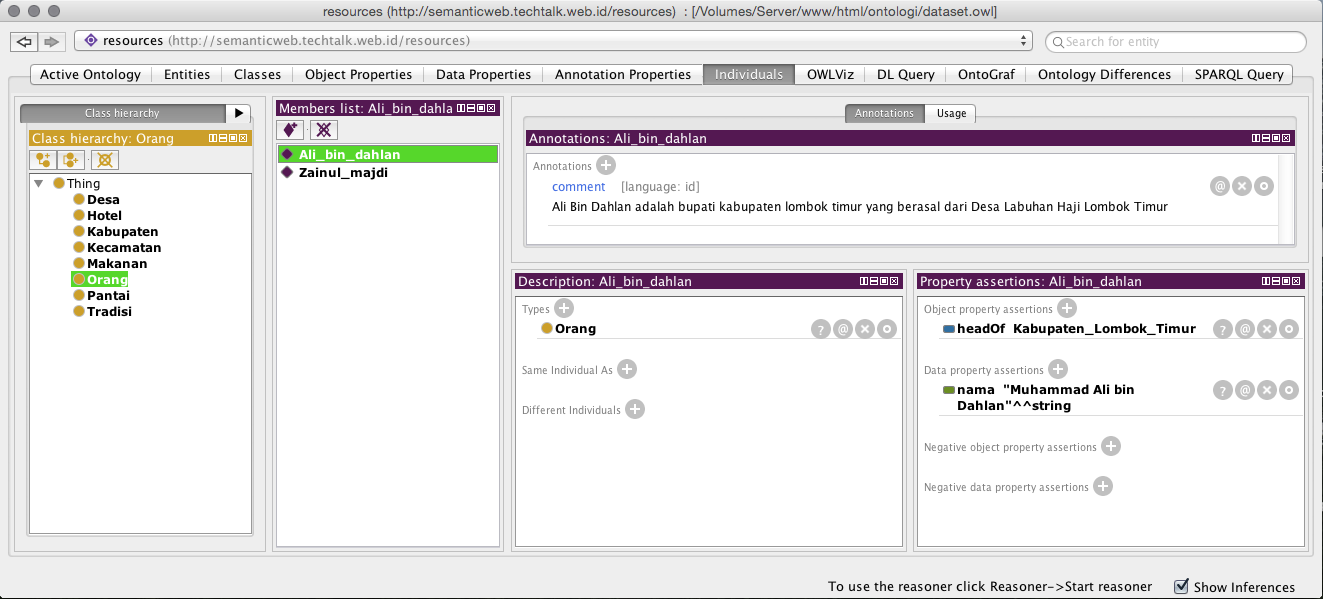 resources (http://semanticweb.techtalk.web.id/resources) : [/Volumes/Server/www/html/ontologi/dataset.owl]
resources (http://semanticweb.techtalk.web.id/resources)
Search for entity
Active Ontology Entities Classes Object Properties Data Properties Annotation Properties Individuals OWLViz DL Query OntoGraf Ontology Differences SPARQL Query
Class hierarchy
Class hierarchy: Orang
Thing
Desa
Hotel
Kabupaten
Kecamatan
Makanan
Orang
Pantai
Tradisi
Members list: Ali_bin_dahla
Ali_bin_dahlan
Zainul_majdi
Annotations Usage
Annotations: Ali_bin_dahlan
Annotations
comment [language: id]
Ali Bin Dahlan adalah bupati kabupaten lombok timur yang berasal dari Desa Labuhan Haji Lombok Timur
Description: Ali_bin_dahlan
Types
Orang
Same Individual As
Different Individuals
Property assertions: Ali_bin_dahlan
Object property assertions
headOf Kabupaten_Lombok_Timur
Data property assertions
nama "Muhammad Ali bin
Dahlan"^^string
Negative object property assertions
Negative data property assertions
To use the reasoner click Reasoner->Start reasoner Show Inferences